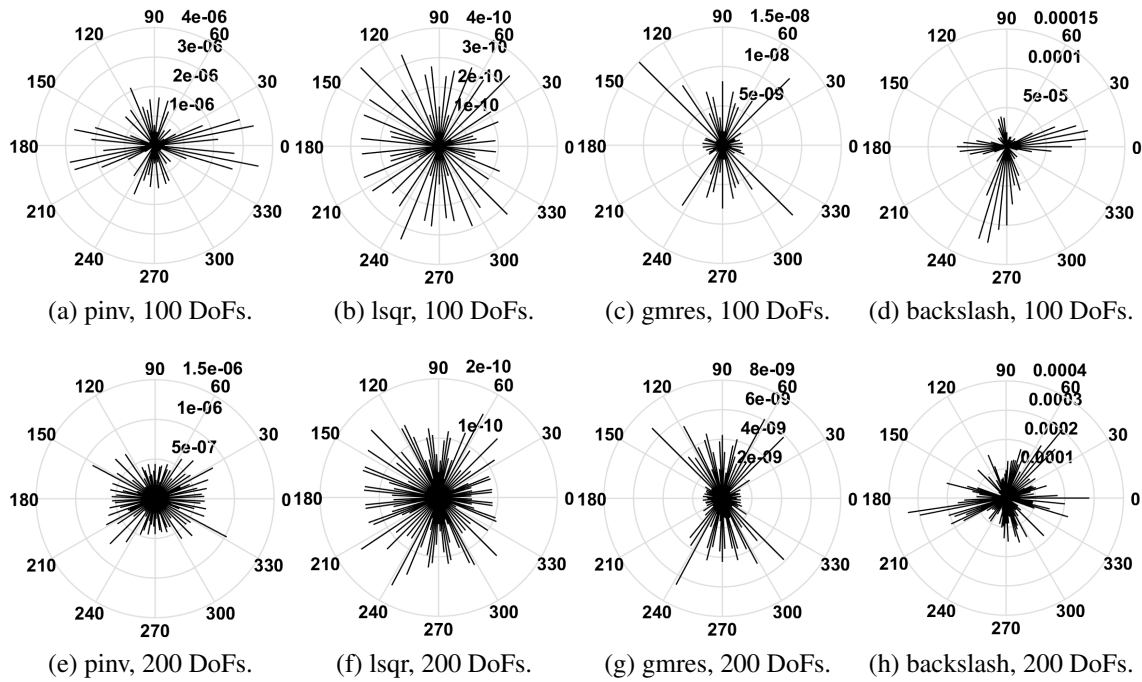 90 4e-06 90 4e-10 90 1.5e-08 90 0.00015
120 60 120 60 120 60 120 60
3e-06 3e-10 1e-08 0.0001
150 2e-06 30 150 2e-10 30 150 5e-09 30 150 5e-05 30
1e-06 1e-10
180 0 180 0 180 0 180 0
210 330 210 330 210 330 210 330
240 300 240 300 240 300 240 300
270 270 270 270
(a) pinv, 100 DoFs. (b) lsqr, 100 DoFs. (c) gmres, 100 DoFs. (d) backslash, 100 DoFs.
90 1.5e-06 90 2e-10 90 8e-09 90 0.0004
120 60 120 60 120 60 120 60
1e-06 6e-09 0.0003
150 5e-07 30 150 1e-10 30 150 4e-09 30 150 0.0002 30
2e-09 0.0001
180 0 180 0 180 0 180 0
210 330 210 330 210 330 210 330
240 300 240 300 240 300 240 300
270 270 270 270
(e) pinv, 200 DoFs. (f) lsqr, 200 DoFs. (g) gmres, 200 DoFs. (h) backslash, 200 DoFs.